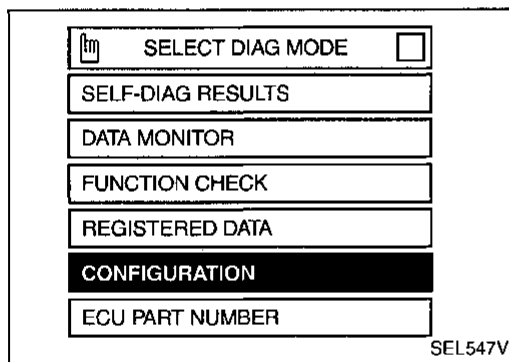 SELECT DIAG MODE
SELF-DIAG RESULTS
DATA MONITOR
FUNCTION CHECK
REGISTERED DATA
CONFIGURATION
ECU PART NUMBER
SEL547V